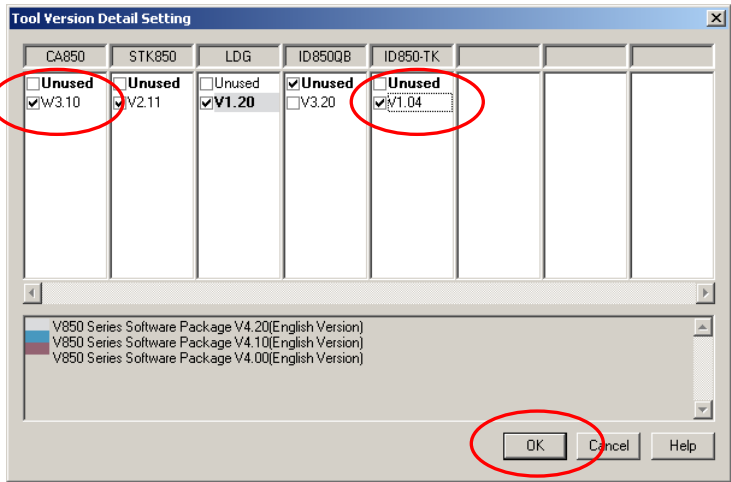 Tool Version Detail Setting
CA850 STK850 LDG ID850QB ID850-TK
Unused Unused Unused Unused Unused
W3.10 V2.11 V1.20 V3.20 V1.04
V850 Series Software Package V4.20(English Version)
V850 Series Software Package V4.10(English Version)
V850 Series Software Package V4.00(English Version)
OK Cancel Help